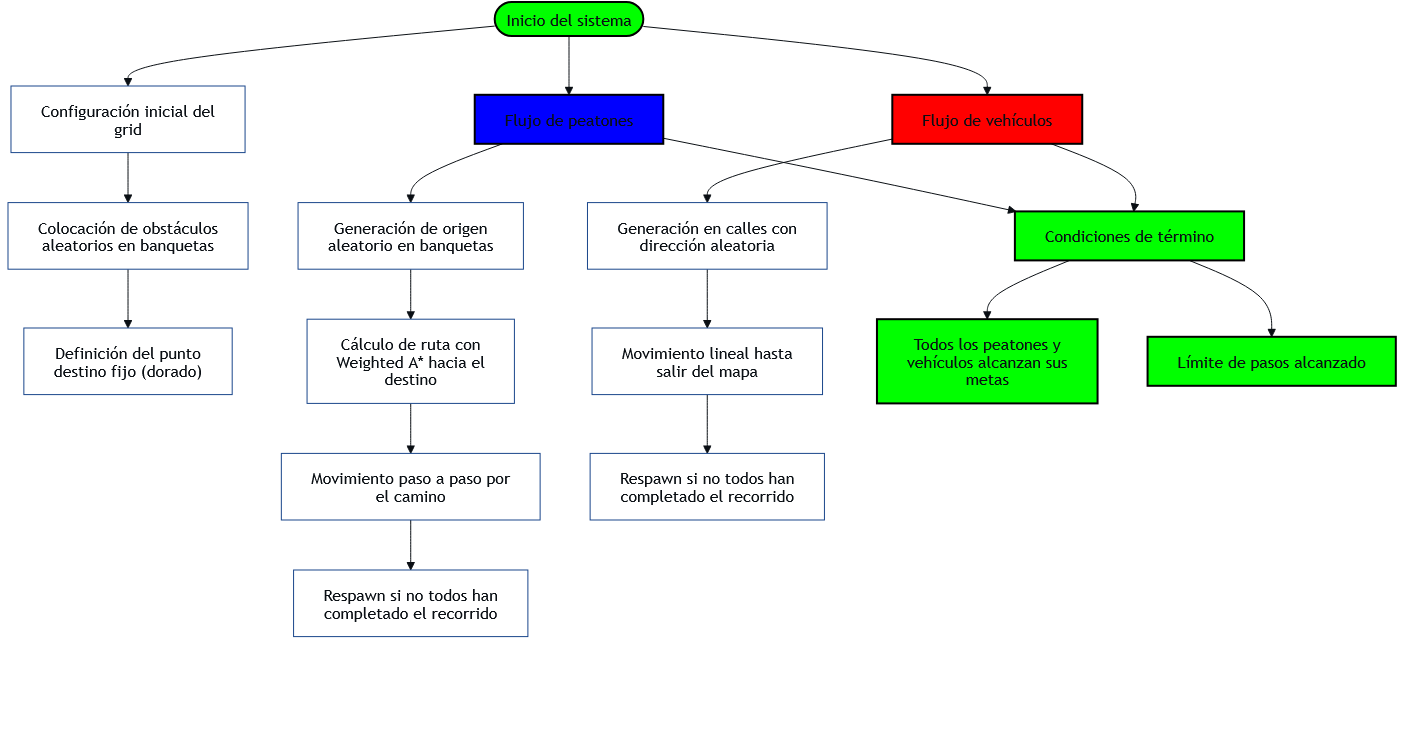 Inicio del sistema
Configuración inicial del
grid
Flujo de peatones
Flujo de vehículos
Colocación de obstáculos
aleatorios en banquetas
Generación de origen
aleatorio en banquetas
Generación en calles con
dirección aleatoria
Condiciones de término
Definición del punto
destino fijo (dorado)
Cálculo de ruta con
Weighted A* hacia el
destino
Movimiento lineal hasta
salir del mapa
Todos los peatones y
vehículos alcanzan sus
metas
Límite de pasos alcanzado
Movimiento paso a paso por
el camino
Respawn si no todos han
completado el recorrido
Respawn si no todos han
completado el recorrido